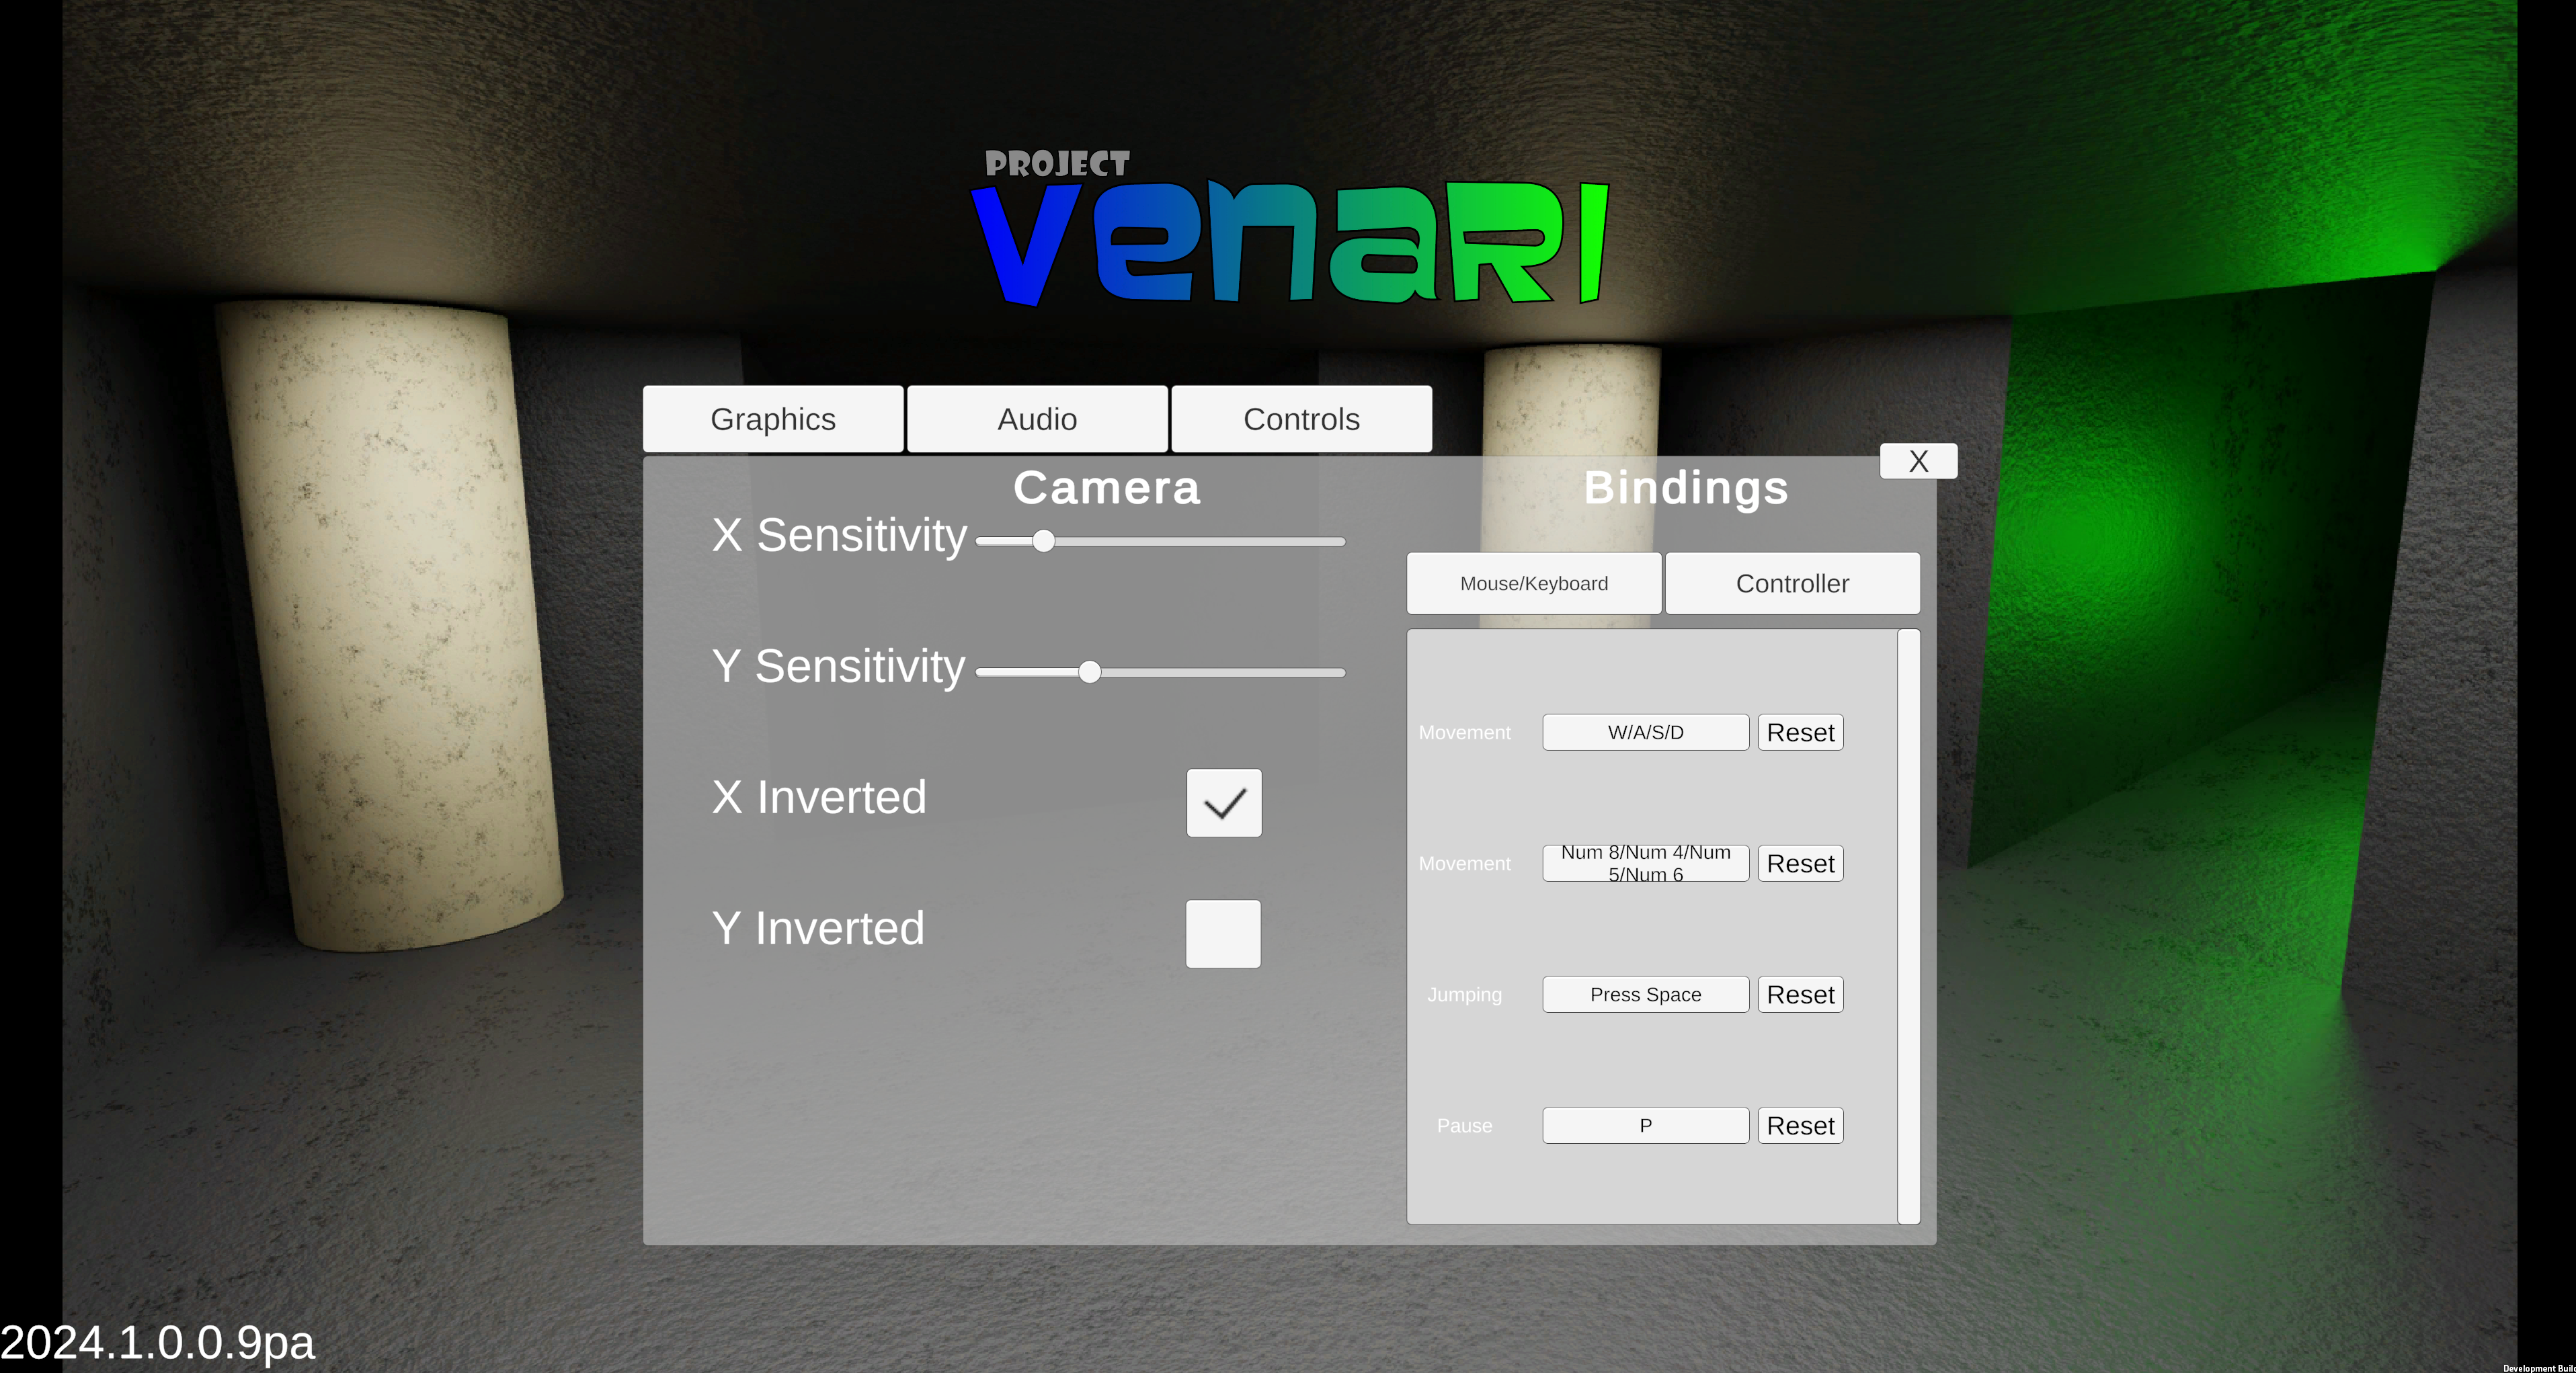 PROJECT
VenaRI
Graphics
Audio
Controls
X
Camera
Bindings
X Sensitivity
Y Sensitivity
X Inverted
Y Inverted
Mouse/Keyboard
Controller
Movement
W/A/S/D
Reset
Movement
Num 8/Num 4/Num
5/Num 6
Reset
Jumping
Press Space
Reset
Pause
P
Reset
2024.1.0.0.9pa
Development Build